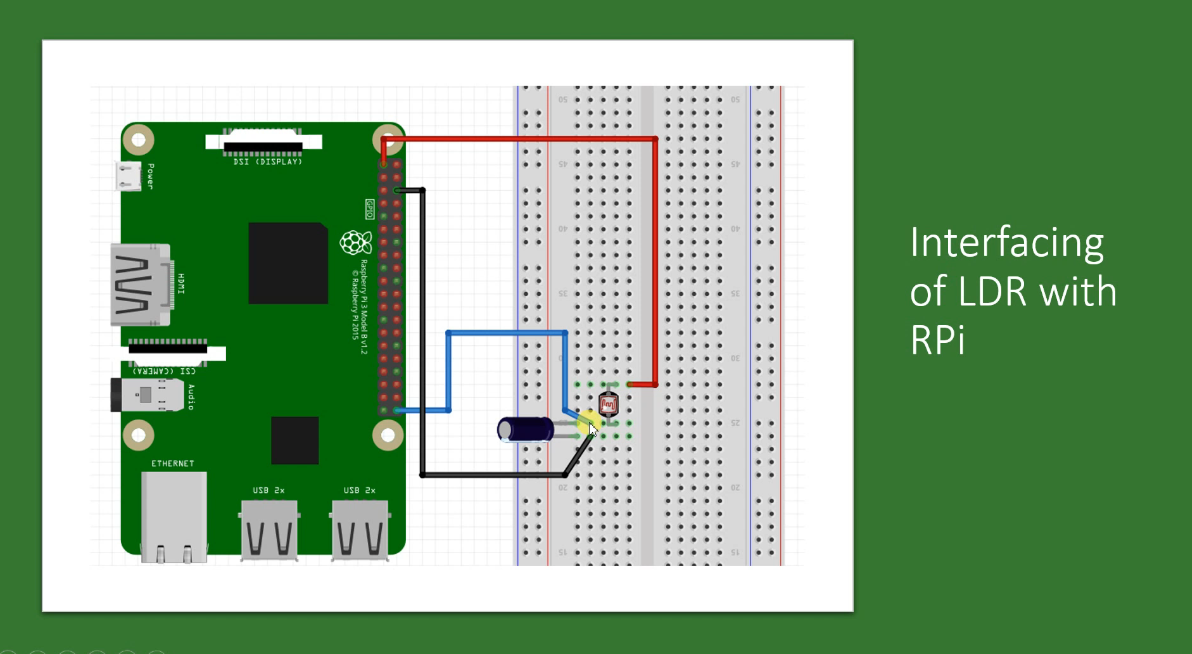 50
50
DSI (DISPLAY)
Power
45
45
GPIO
40
40
HDMI
Raspberry Pi 3 Model B v1.2
© Raspberry Pi 2015
35
35
30
30
CSI (CAMERA)
Audio
25
25
ETHERNET
USB 2x
USB 2x
20
20
15
15
Interfacing
of LDR with
RPi